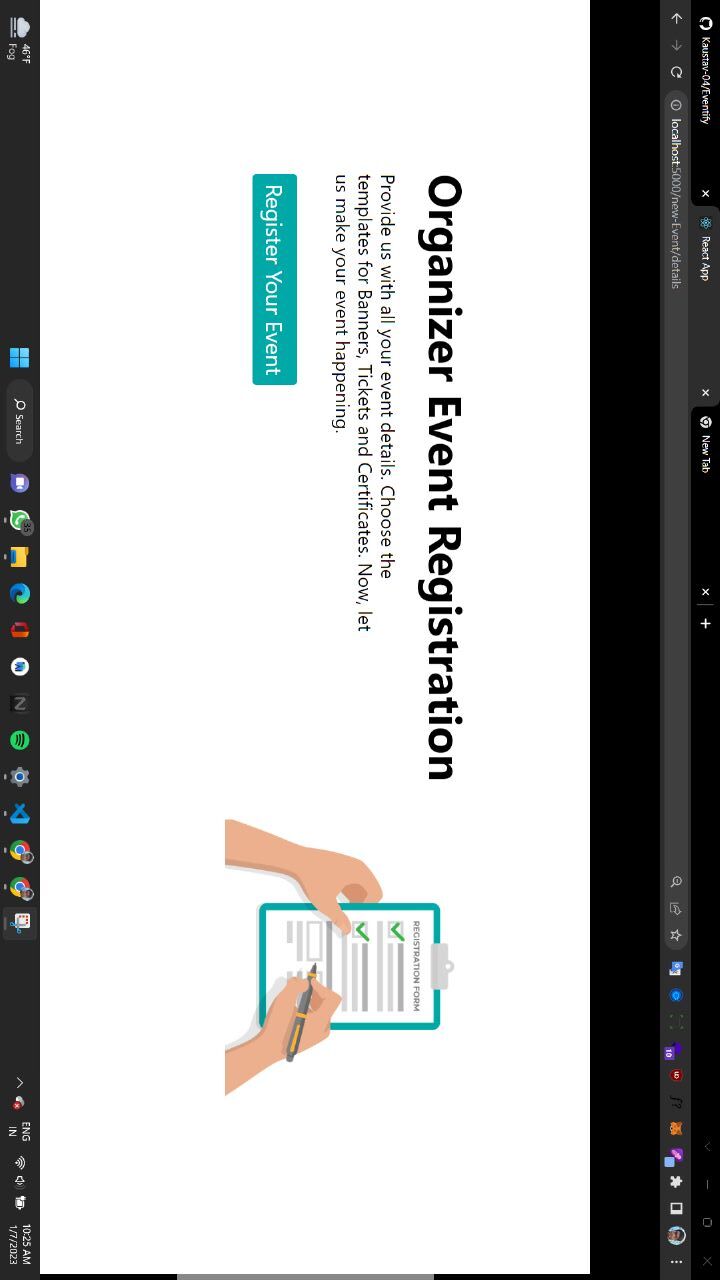 Kaustav-04/Eventify
React App
New Tab
localhost:5000/new-Event/details
Organizer Event Registration
Provide us with all your event details. Choose the
templates for Banners, Tickets and Certificates. Now, let
us make your event happening.
Register Your Event
REGISTRATION FORM
46°F
Fog
Search
ENG
IN
10:25 AM
1/7/2023